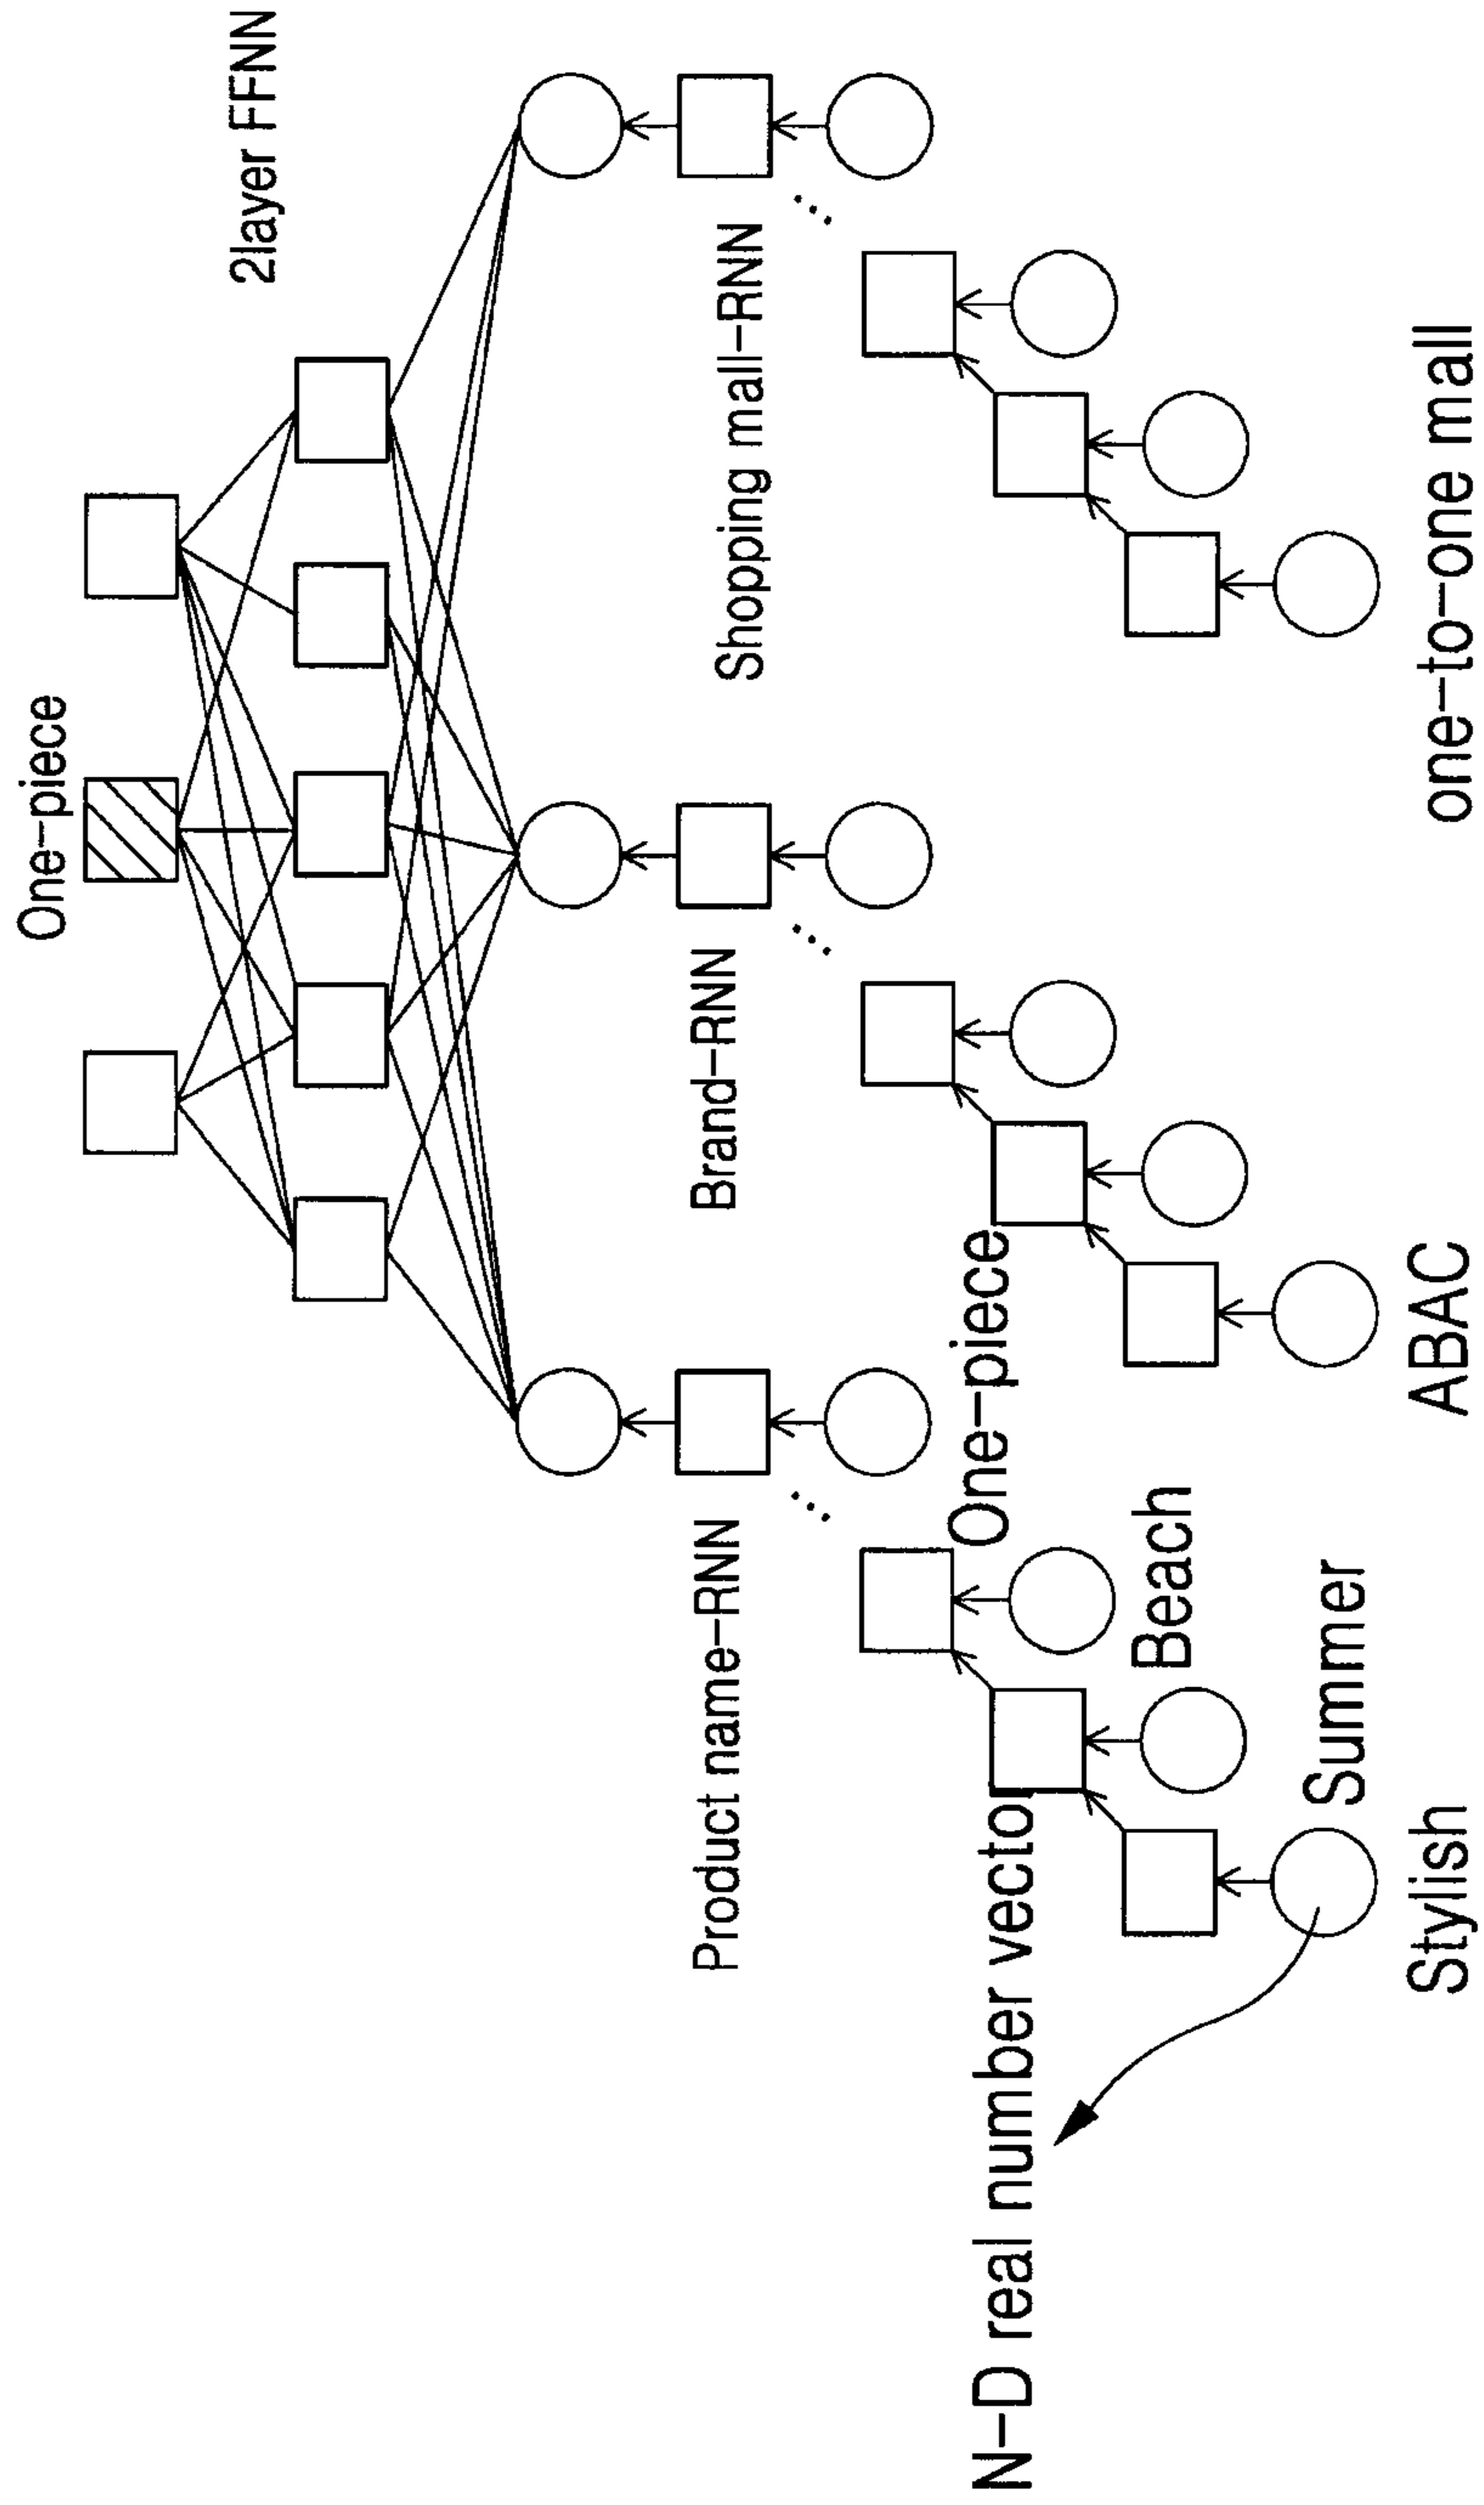 One-piece
2layer FFNN
Product name-RNN
Brand-RNN
Shopping mall-RNN
N-D real number vector
One-piece
Beach
Summer
Stylish
ABAC
one-to-one mall